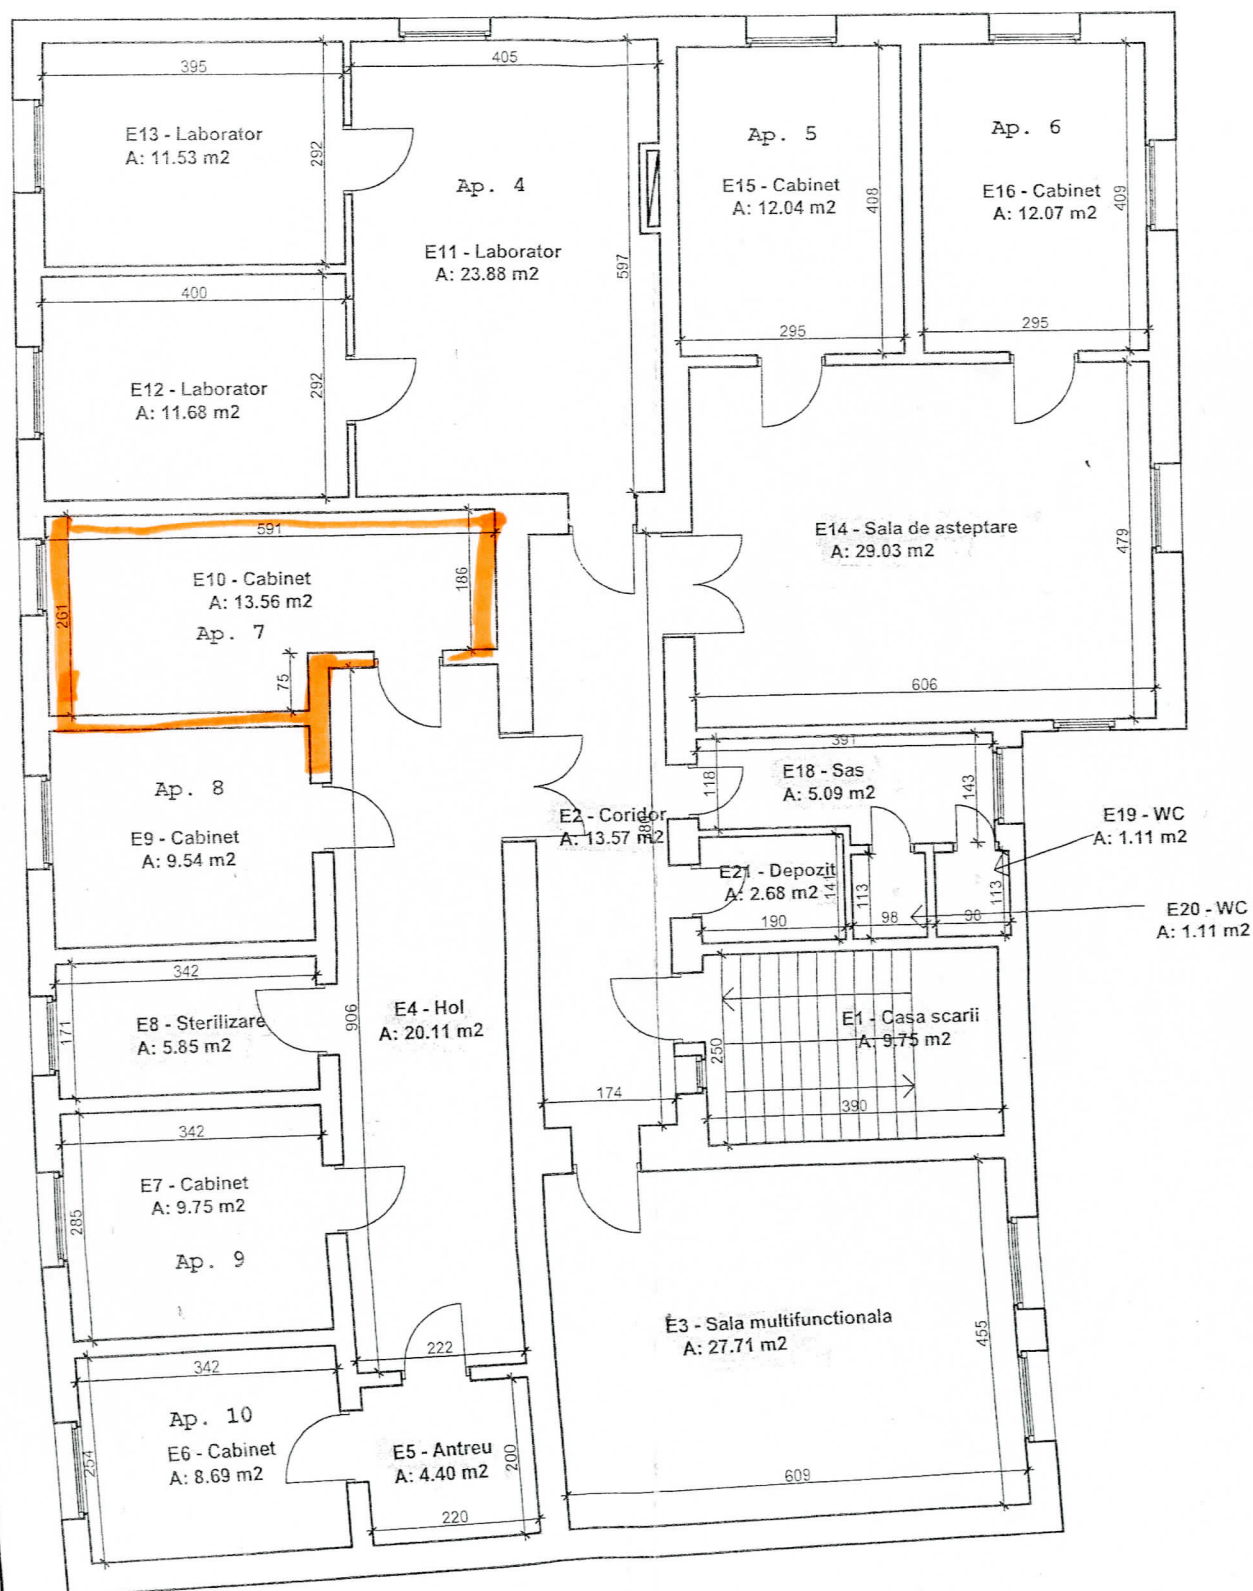 395
405
E13 - Laborator
A: 11.53 m2
292
Ap. 4
E11 - Laborator
A: 23.88 m2
597
Ap. 5
E15 - Cabinet
A: 12.04 m2
408
295
Ap. 6
E16 - Cabinet
A: 12.07 m2
409
295
400
E12 - Laborator
A: 11.68 m2
292
591
E10 - Cabinet
A: 13.56 m2
Ap. 7
261
186
75
E14 - Sala de asteptare
A: 29.03 m2
479
606
Ap. 8
E9 - Cabinet
A: 9.54 m2
E2 - Coridor
A: 13.57 m2
391
118
E18 - Sas
A: 5.09 m2
143
E19 - WC
A: 1.11 m2
E21 - Depozit
A: 2.68 m2
141
190
113
98
113
98
E20 - WC
A: 1.11 m2
342
E8 - Sterilizare
A: 5.85 m2
171
906
E4 - Hol
A: 20.11 m2
E1 - Casa scarii
A: 9.75 m2
250
390
174
342
E7 - Cabinet
A: 9.75 m2
Ap. 9
285
222
E3 - Sala multifunctionala
A: 27.71 m2
455
609
342
Ap. 10
E6 - Cabinet
A: 8.69 m2
254
E5 - Antreu
A: 4.40 m2
200
220